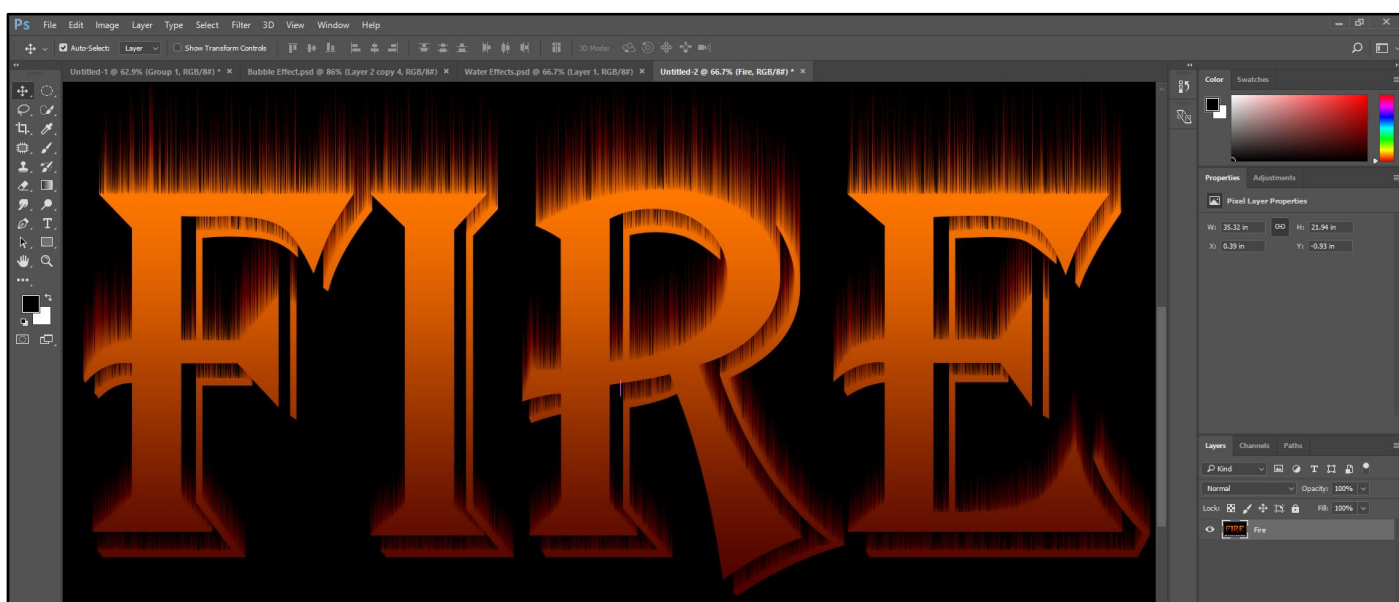 Ps File Edit Image Layer Type Select Filter 3D View Window Help
Auto-Select: Layer Show Transform Controls 3D Mode:
Untitled-1 @ 62.9% (Group 1, RGB/8#) * × Bubble Effect.psd @ 86% (Layer 2 copy 4, RGB/8#) × Water Effects.psd @ 66.7% (Layer 1, RGB/8#) × Untitled-2 @ 66.7% (Fire, RGB/8#) * ×
FIRE
Color Swatches
Properties Adjustments
Pixel Layer Properties
W: 35.32 in H: 21.94 in
X: 0.39 in Y: -0.93 in
Layers Channels Paths
Kind
Normal Opacity: 100%
Lock: Fill: 100%
FIRE Fire